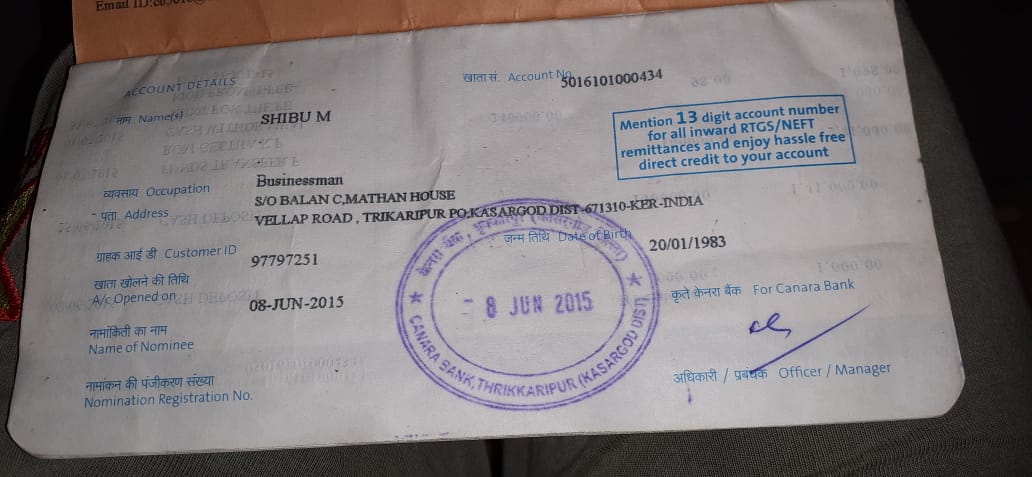 Email ID:cb5016@
ACCOUNT DETAILS
खाता सं. Account No.
5016101000434
नाम Name(s)
SHIBU M
Mention 13 digit account number
for all inward RTGS/NEFT
remittances and enjoy hassle free
direct credit to your account
व्यवसाय Occupation
Businessman
पता Address
S/O BALAN C,MATHAN HOUSE
VELLAP ROAD , TRIKARIPUR PO,KASARGOD DIST-671310-KER-INDIA
ग्राहक आई डी Customer ID
97797251
जन्म तिथि Date of Birth
20/01/1983
खाता खोलने की तिथि
A/c Opened on
08-JUN-2015
केनरा बैंक
- 8 JUN 2015
CANARA BANK, THRIKKARIPUR (KASARGOD DIST)
कृते केनरा बैंक For Canara Bank
नामांकिती का नाम
Name of Nominee
नामांकन की पंजीकरण संख्या
Nomination Registration No.
अधिकारी / प्रबंधक Officer / Manager